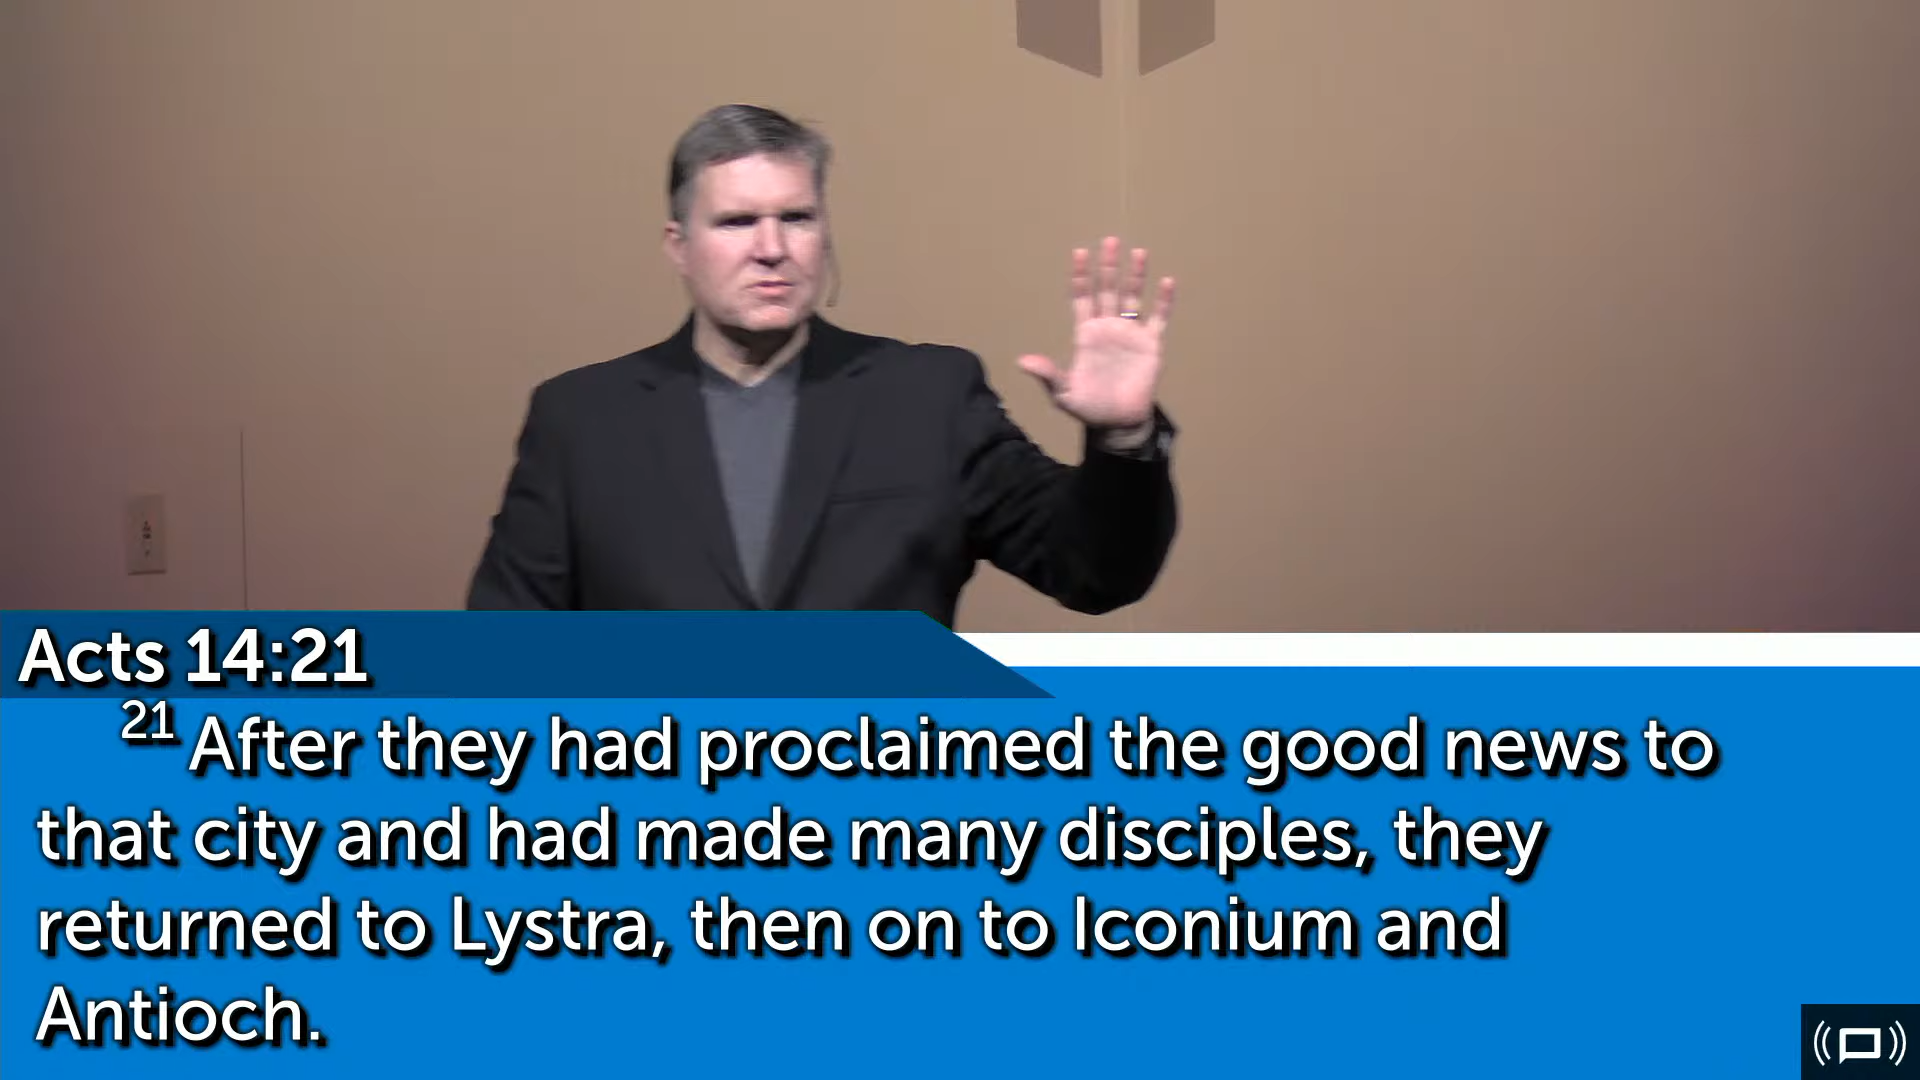 Acts 14:21
21 After they had proclaimed the good news to
that city and had made many disciples, they
returned to Lystra, then on to Iconium and
Antioch.